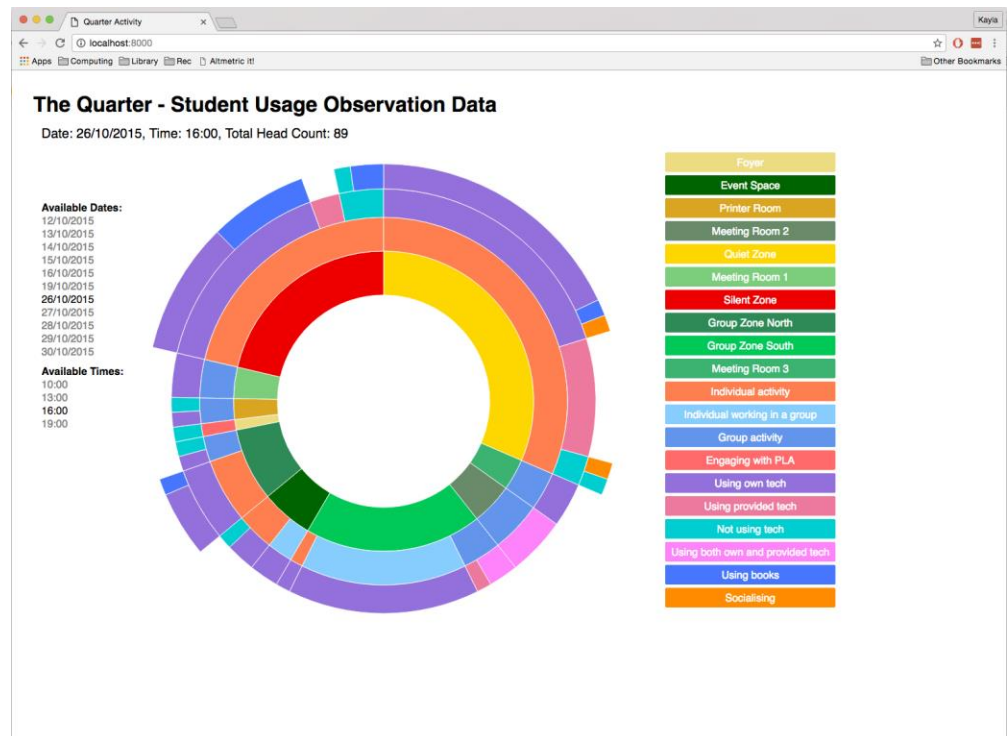 Quarter Activity
Kayla
localhost:8000
Apps Computing Library Rec Altmetric it! Other Bookmarks
The Quarter - Student Usage Observation Data
Date: 26/10/2015, Time: 16:00, Total Head Count: 89
Available Dates:
12/10/2015
13/10/2015
14/10/2015
15/10/2015
16/10/2015
19/10/2015
26/10/2015
27/10/2015
28/10/2015
29/10/2015
30/10/2015
Available Times:
10:00
13:00
16:00
19:00
Foyer
Event Space
Printer Room
Meeting Room 2
Quiet Zone
Meeting Room 1
Silent Zone
Group Zone North
Group Zone South
Meeting Room 3
Individual activity
Individual working in a group
Group activity
Engaging with PLA
Using own tech
Using provided tech
Not using tech
Using both own and provided tech
Using books
Socialising